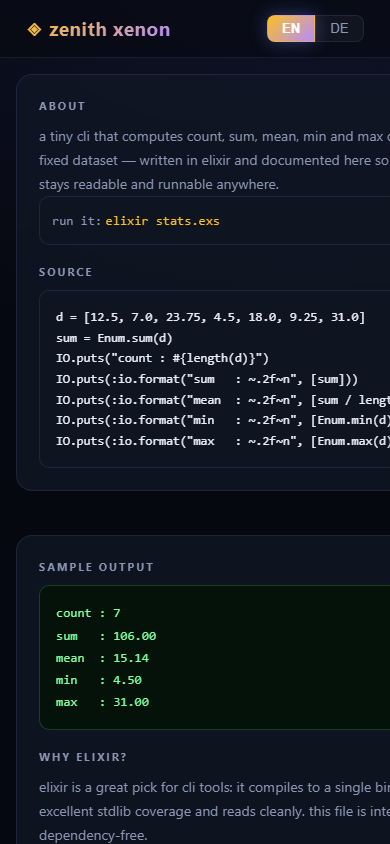 ◈ zenith xenon
EN DE
ABOUT
a tiny cli that computes count, sum, mean, min and max
fixed dataset — written in elixir and documented here so
stays readable and runnable anywhere.
run it: elixir stats.exs
SOURCE
d = [12.5, 7.0, 23.75, 4.5, 18.0, 9.25, 31.0]
sum = Enum.sum(d)
IO.puts("count : #{length(d)}")
IO.puts(:io.format("sum   : ~.2f~n", [sum]))
IO.puts(:io.format("mean  : ~.2f~n", [sum / lengt
IO.puts(:io.format("min   : ~.2f~n", [Enum.min(d)
IO.puts(:io.format("max   : ~.2f~n", [Enum.max(d)
SAMPLE OUTPUT
count : 7
sum   : 106.00
mean  : 15.14
min   : 4.50
max   : 31.00
WHY ELIXIR?
elixir is a great pick for cli tools: it compiles to a single
excellent stdlib coverage and reads cleanly. this file is
dependency-free.